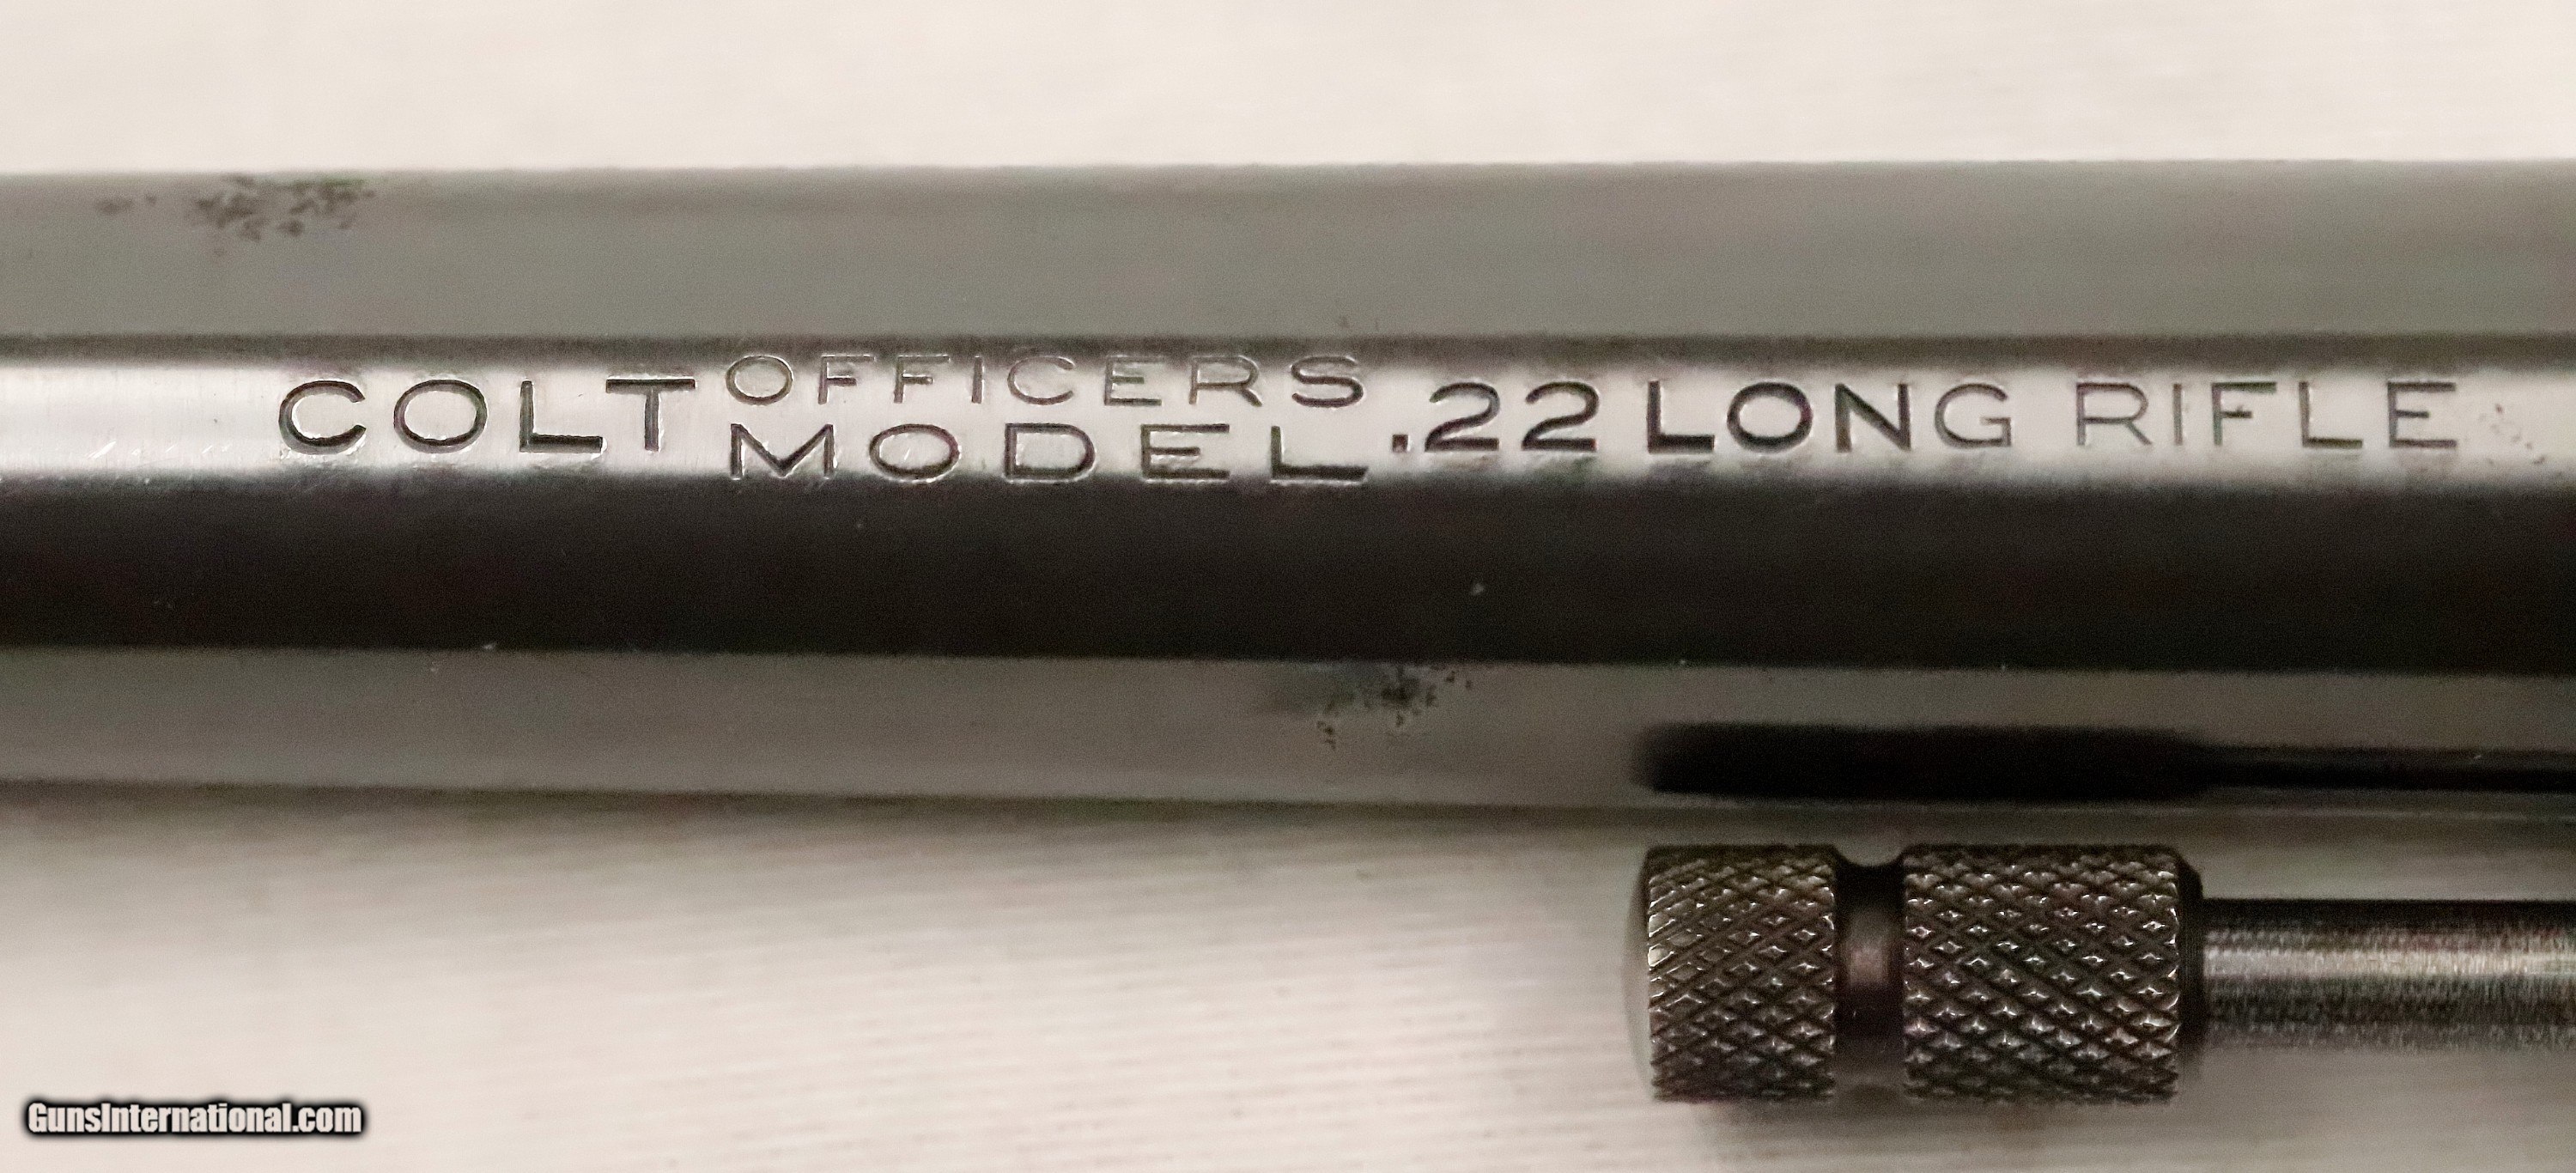 COLT OFFICERS MODEL .22 LONG RIFLE
GunsInternational.com